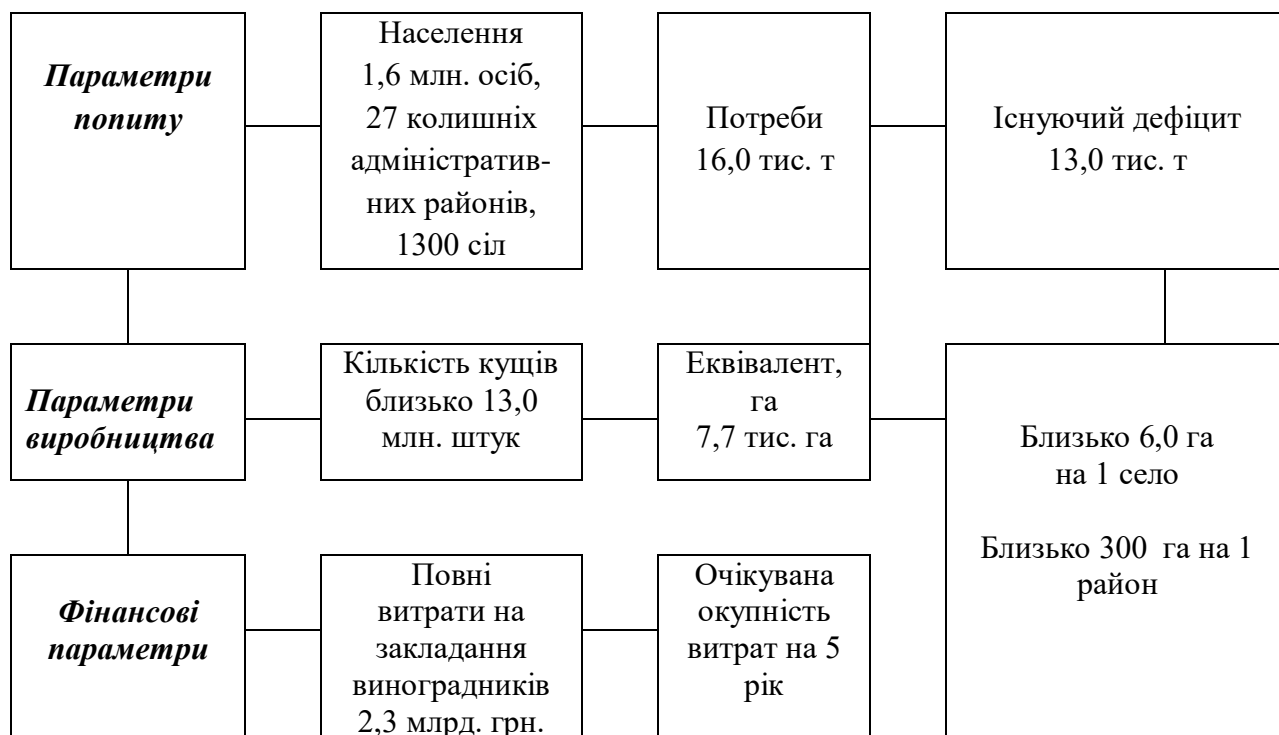 Параметри
попиту
Населення
1,6 млн. осіб,
27 колишніх
адміністратив-
них районів,
1300 сіл
Потреби
16,0 тис. т
Існуючий дефіцит
13,0 тис. т
Параметри
виробництва
Кількість кущів
близько 13,0
млн. штук
Еквівалент,
га
7,7 тис. га
Близько 6,0 га
на 1 село
Близько 300 га на 1
район
Фінансові
параметри
Повні
витрати на
закладання
виноградників
2,3 млрд. грн.
Очікувана
окупність
витрат на 5
рік